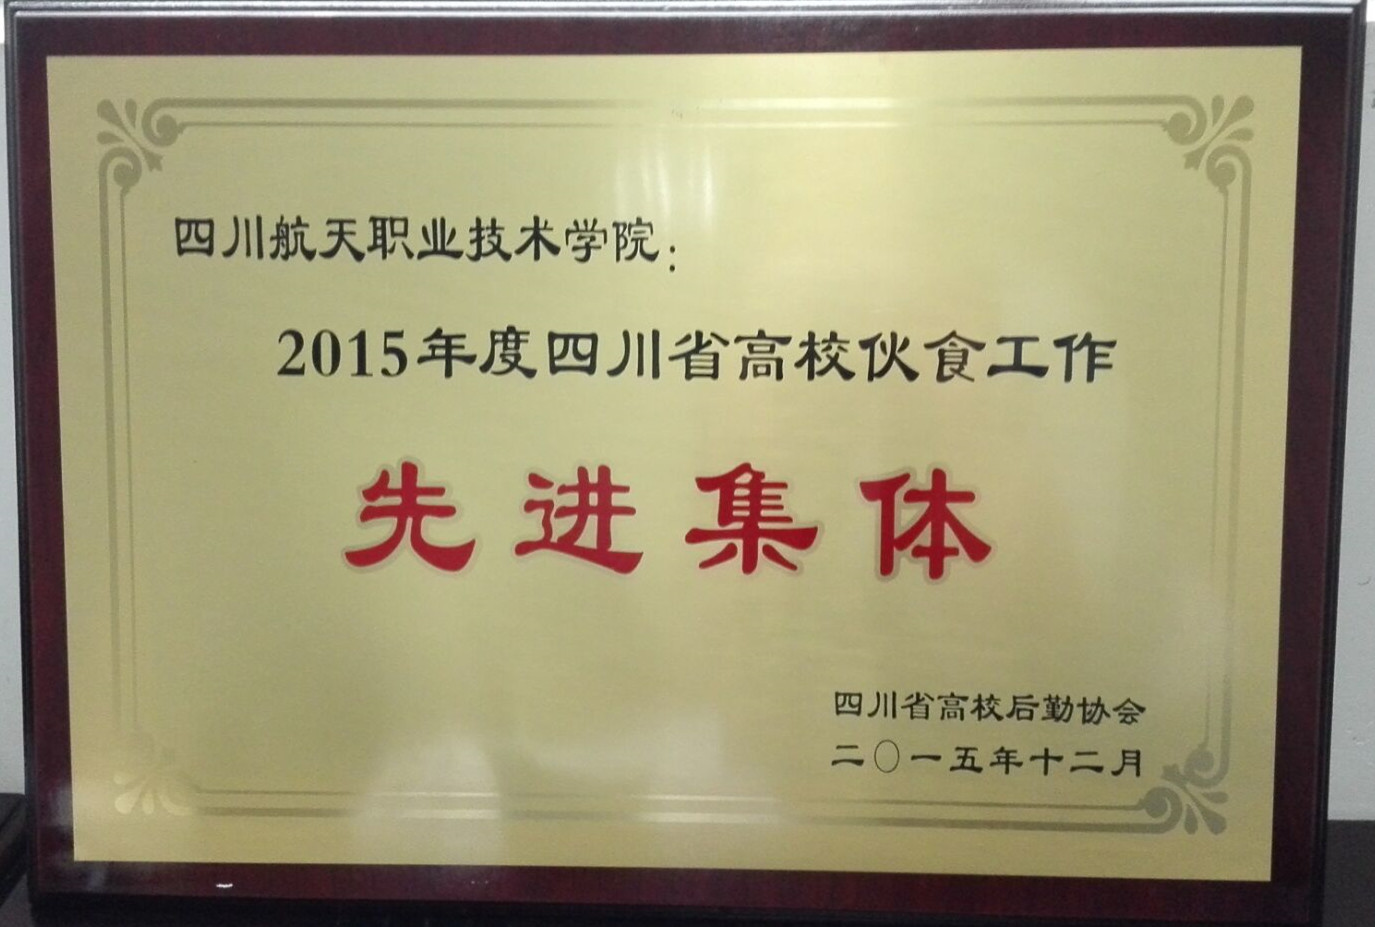 四川航天职业技术学院：
2015年度四川省高校伙食工作
先进集体
四川省高校后勤协会
二〇一五年十二月